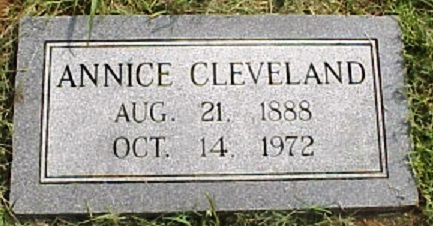 ANNICE CLEVELAND
AUG. 21, 1888
OCT. 14, 1972